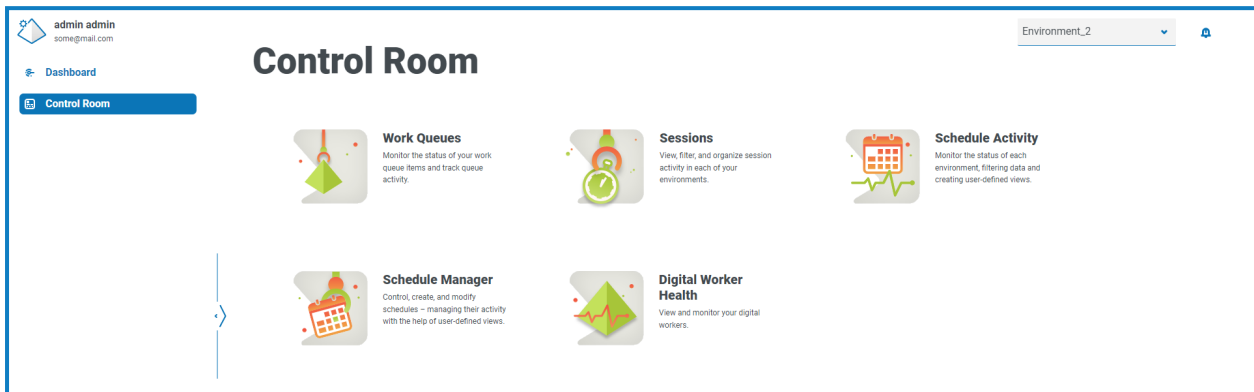 admin admin
some@mail.com
Environment_2
Dashboard
Control Room
Control Room
Work Queues
Monitor the status of your work
queue items and track queue
activity.
Sessions
View, filter, and organize session
activity in each of your
environments.
Schedule Activity
Monitor the status of each
environment, filtering data and
creating user-defined views.
Schedule Manager
Control, create, and modify
schedules – managing their activity
with the help of user-defined views.
Digital Worker
Health
View and monitor your digital
workers.